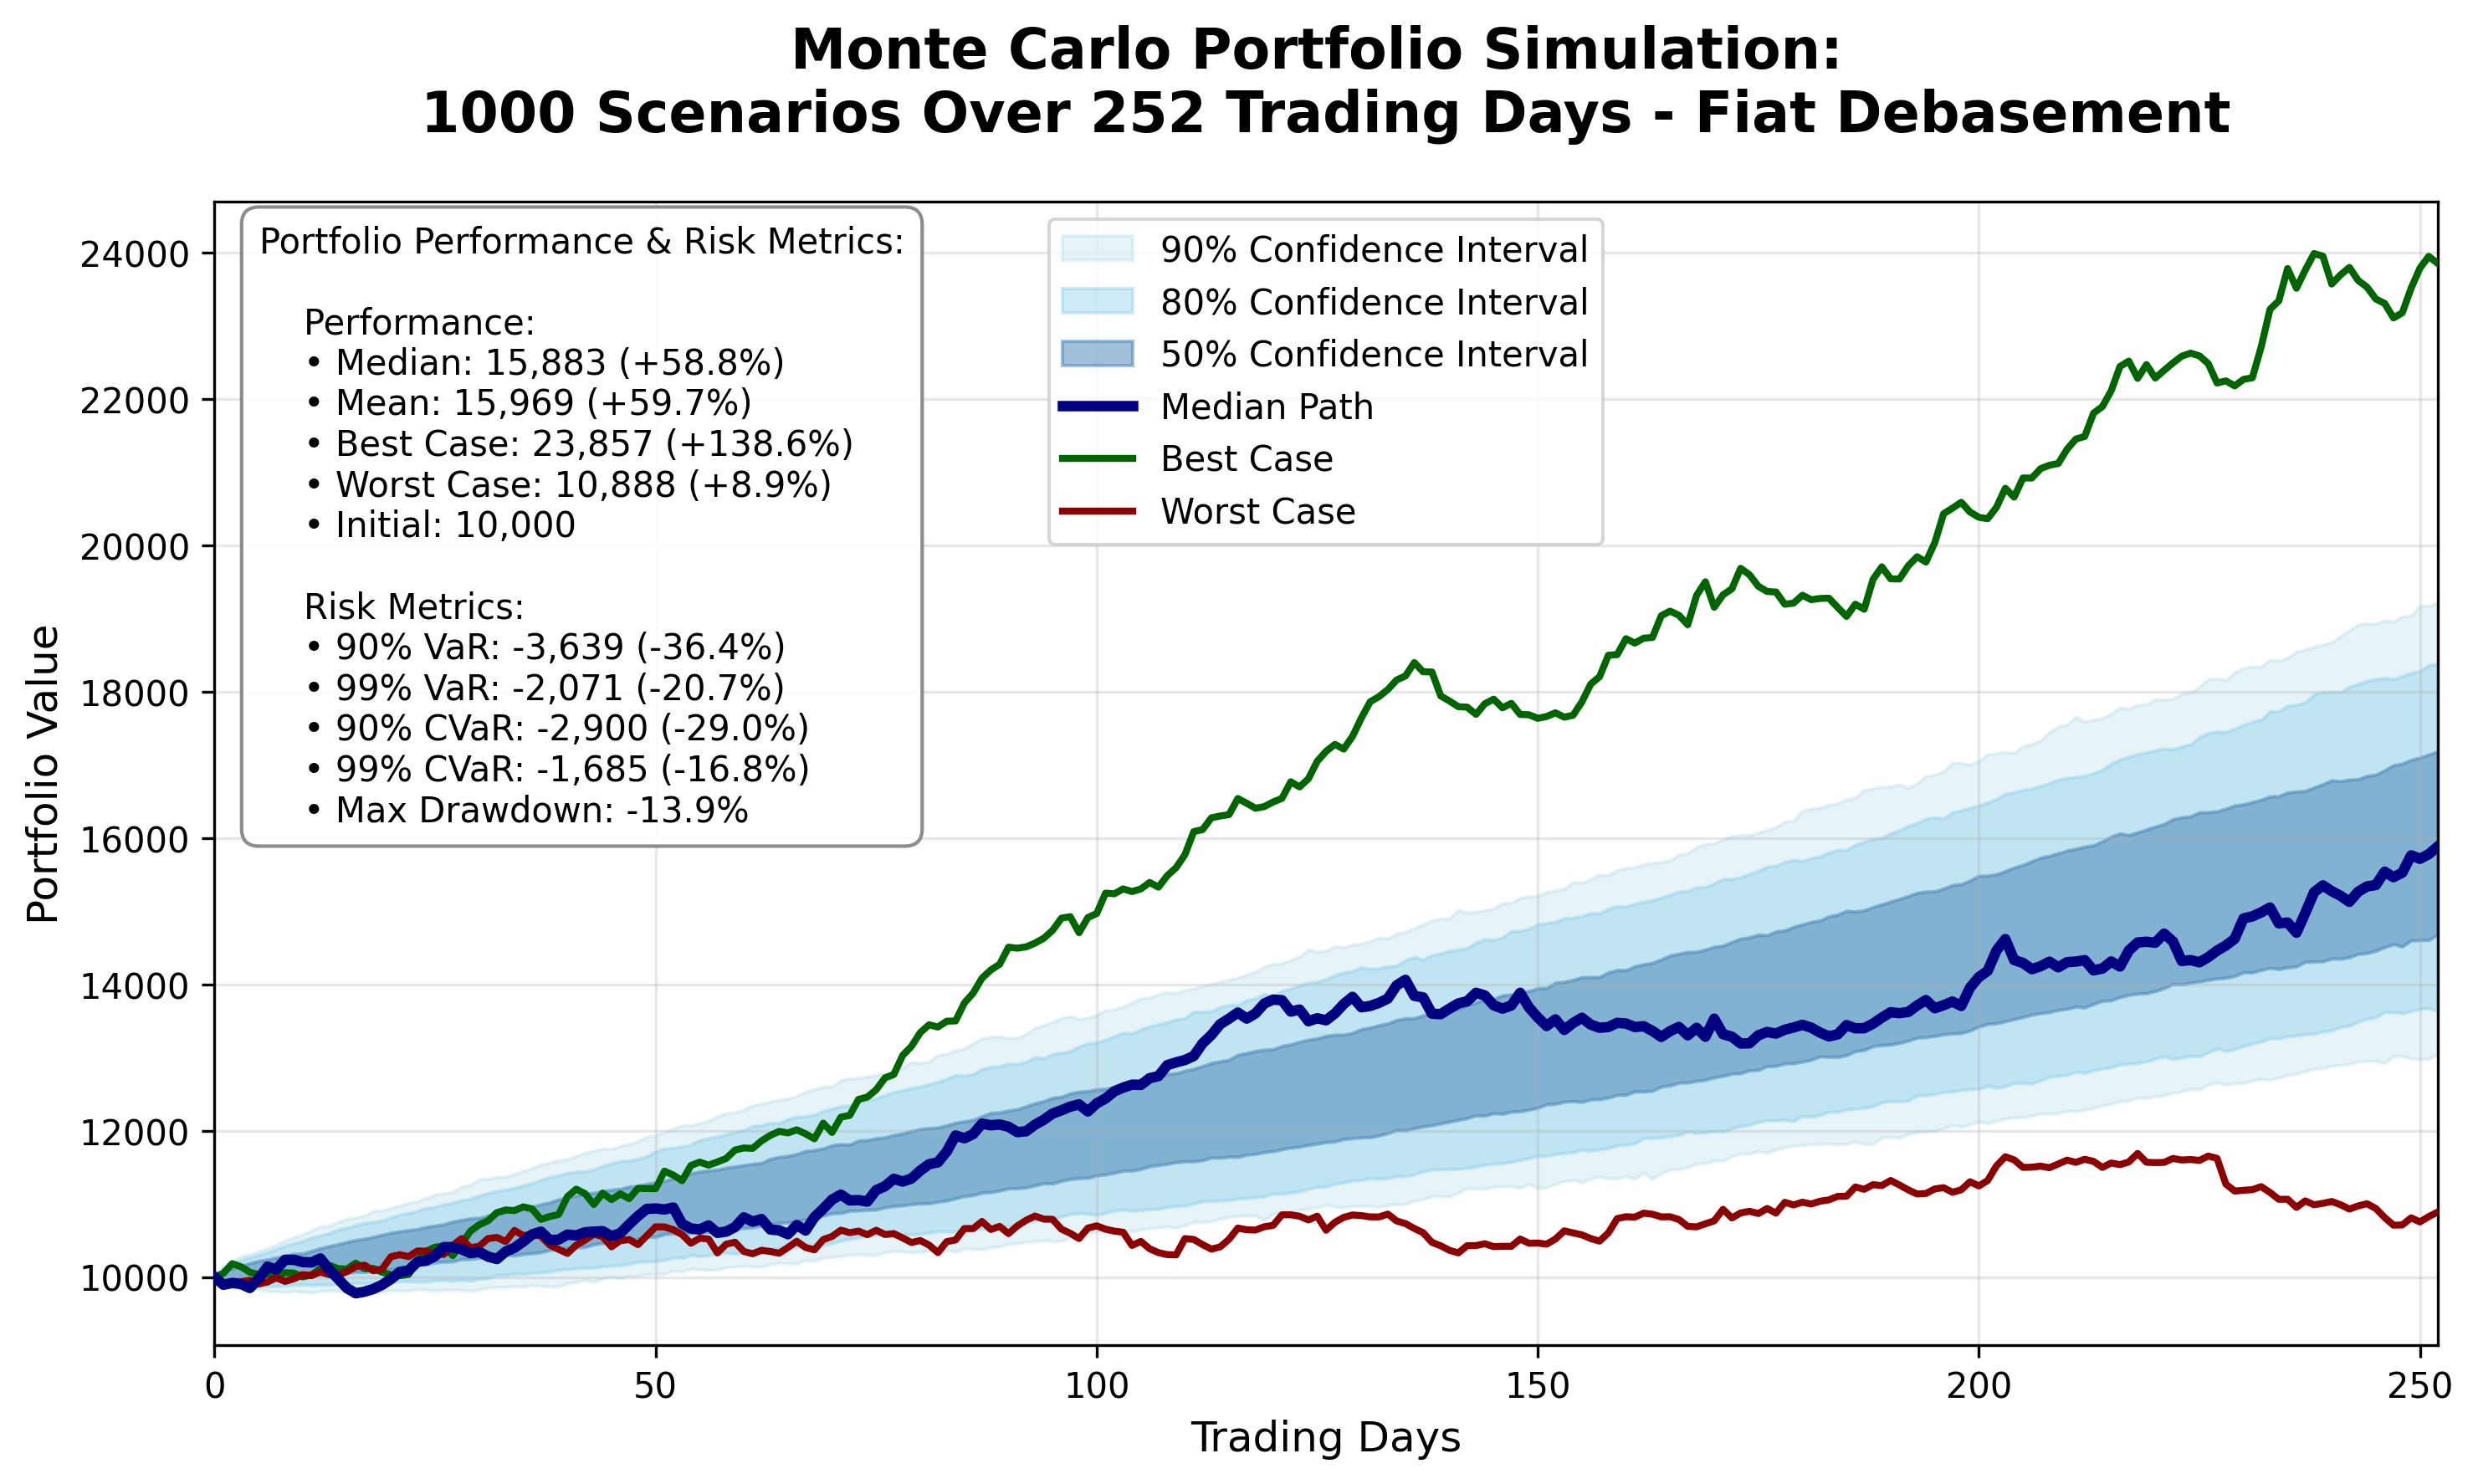 Monte Carlo Portfolio Simulation:
1000 Scenarios Over 252 Trading Days - Fiat Debasement
Portfolio Performance & Risk Metrics:
Performance:
• Median: 15,883 (+58.8%)
• Mean: 15,969 (+59.7%)
• Best Case: 23,857 (+138.6%)
• Worst Case: 10,888 (+8.9%)
• Initial: 10,000
Risk Metrics:
• 90% VaR: -3,639 (-36.4%)
• 99% VaR: -2,071 (-20.7%)
• 90% CVaR: -2,900 (-29.0%)
• 99% CVaR: -1,685 (-16.8%)
• Max Drawdown: -13.9%
90% Confidence Interval
80% Confidence Interval
50% Confidence Interval
Median Path
Best Case
Worst Case
Portfolio Value
24000
22000
20000
18000
16000
14000
12000
10000
0 50 100 150 200 250
Trading Days